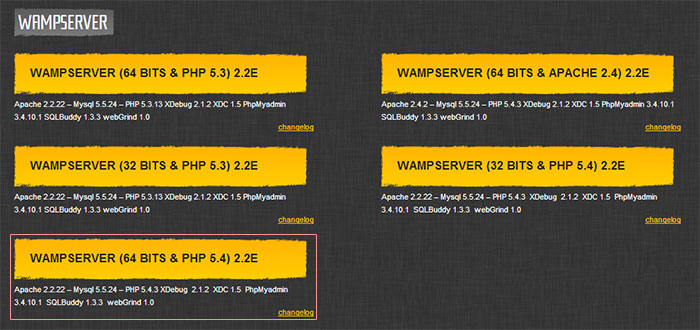 WAMPSERVER
WAMPSERVER (64 BITS & PHP 5.3) 2.2E
Apache 2.2.22 – Mysql 5.5.24 – PHP 5.3.13 XDebug 2.1.2 XDC 1.5 PhpMyadmin
3.4.10.1 SQLBuddy 1.3.3 webGrind 1.0
changelog
WAMPSERVER (64 BITS & APACHE 2.4) 2.2E
Apache 2.4.2 – Mysql 5.5.24 – PHP 5.4.3 XDebug 2.1.2 XDC 1.5 PhpMyadmin 3.4.10.1
SQLBuddy 1.3.3 webGrind 1.0
changelog
WAMPSERVER (32 BITS & PHP 5.3) 2.2E
Apache 2.2.22 – Mysql 5.5.24 – PHP 5.3.13 XDebug 2.1.2 XDC 1.5 PhpMyadmin
3.4.10.1 SQLBuddy 1.3.3 webGrind 1.0
changelog
WAMPSERVER (32 BITS & PHP 5.4) 2.2E
Apache 2.2.22 – Mysql 5.5.24 – PHP 5.4.3 XDebug 2.1.2 XDC 1.5 PhpMyadmin
3.4.10.1 SQLBuddy 1.3.3 webGrind 1.0
changelog
WAMPSERVER (64 BITS & PHP 5.4) 2.2E
Apache 2.2.22 – Mysql 5.5.24 – PHP 5.4.3 XDebug 2.1.2 XDC 1.5 PhpMyadmin
3.4.10.1 SQLBuddy 1.3.3 webGrind 1.0
changelog